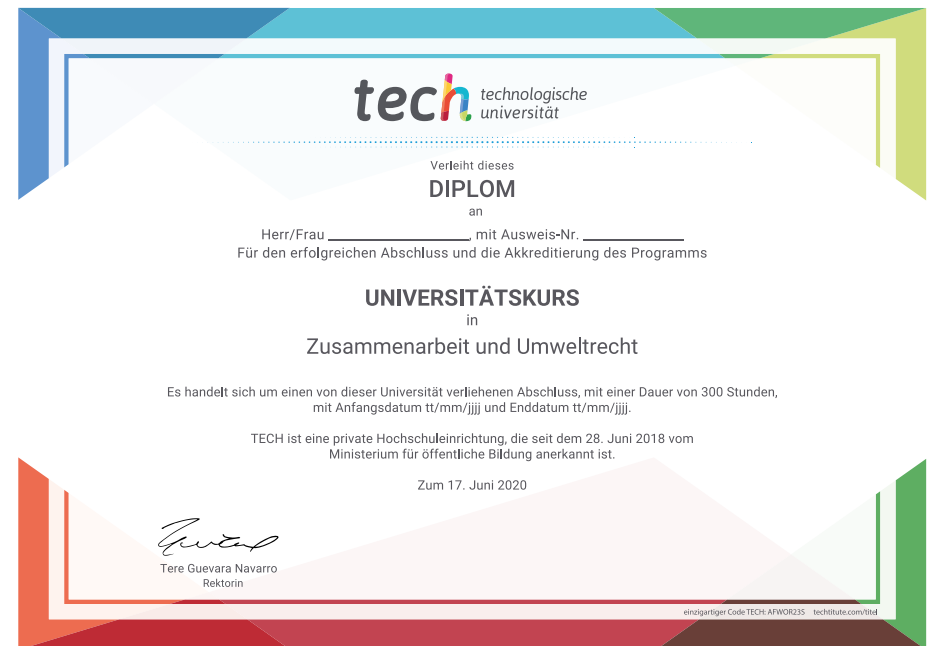 tech technologische
universität
Verleiht dieses
DIPLOM
an
Herr/Frau ____________, mit Ausweis-Nr. ____________
Für den erfolgreichen Abschluss und die Akkreditierung des Programms
UNIVERSITÄTSKURS
in
Zusammenarbeit und Umweltrecht
Es handelt sich um einen von dieser Universität verliehenen Abschluss, mit einer Dauer von 300 Stunden,
mit Anfangsdatum tt/mm/jjjj und Enddatum tt/mm/jjjj.
TECH ist eine private Hochschuleinrichtung, die seit dem 28. Juni 2018 vom
Ministerium für öffentliche Bildung anerkannt ist.
Zum 17. Juni 2020
Tere Guevara Navarro
Rektorin
einzigartiger Code TECH: AFWOR23S techtitute.com/titel